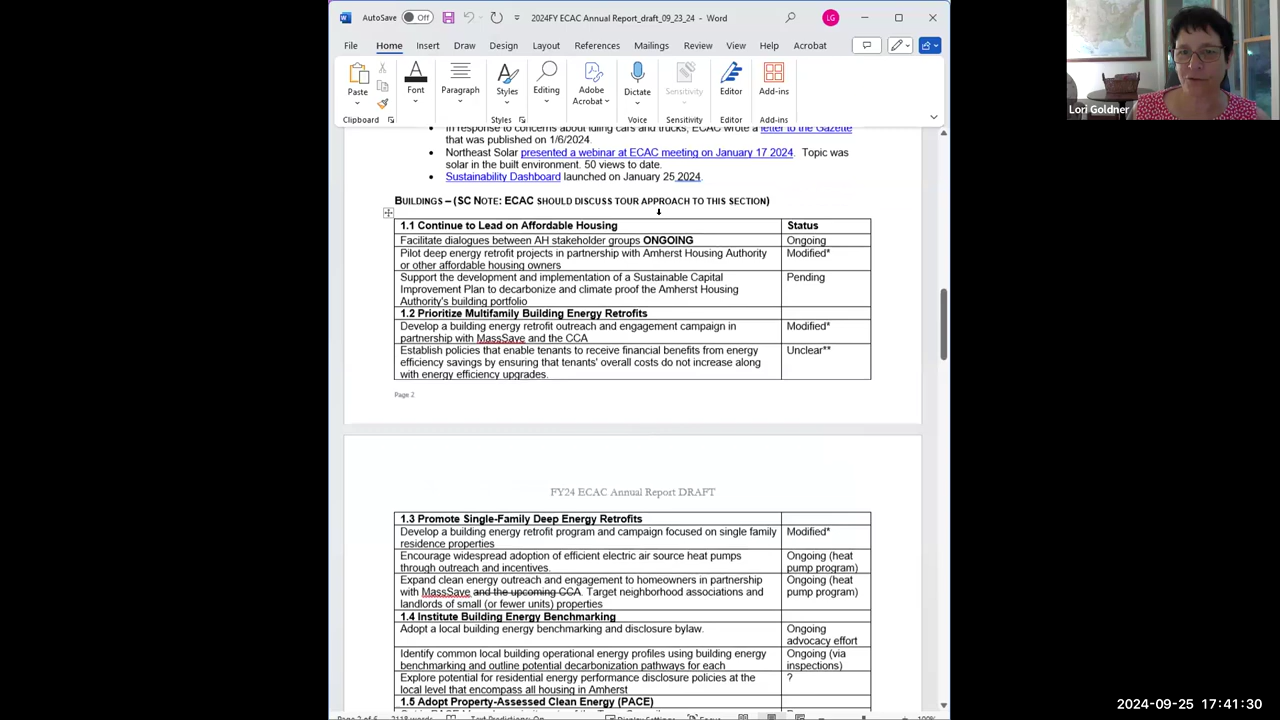 AutoSave Off 2024FY ECAC Annual Report_draft_09_23_24 - Word LG
File Home Insert Draw Design Layout References Mailings Review View Help Acrobat
Paste Font Paragraph Styles Editing Adobe Acrobat Dictate Sensitivity Editor Add-ins
Clipboard Styles Adobe Acrobat Voice Sensitivity Editor Add-ins
Lori Goldner
In response to concerns about idling cars and trucks, ECAC wrote a letter to the Gazette
that was published on 1/6/2024.
• Northeast Solar presented a webinar at ECAC meeting on January 17 2024. Topic was
solar in the built environment. 50 views to date.
• Sustainability Dashboard launched on January 25 2024.
BUILDINGS – (SC NOTE: ECAC SHOULD DISCUSS TOUR APPROACH TO THIS SECTION)
1.1 Continue to Lead on Affordable Housing Status
Facilitate dialogues between AH stakeholder groups ONGOING Ongoing
Pilot deep energy retrofit projects in partnership with Amherst Housing Authority Modified*
or other affordable housing owners
Support the development and implementation of a Sustainable Capital Pending
Improvement Plan to decarbonize and climate proof the Amherst Housing
Authority's building portfolio
1.2 Prioritize Multifamily Building Energy Retrofits
Develop a building energy retrofit outreach and engagement campaign in Modified*
partnership with MassSave and the CCA
Establish policies that enable tenants to receive financial benefits from energy Unclear**
efficiency savings by ensuring that tenants' overall costs do not increase along
with energy efficiency upgrades.
Page 2
FY24 ECAC Annual Report DRAFT
1.3 Promote Single-Family Deep Energy Retrofits
Develop a building energy retrofit program and campaign focused on single family Modified*
residence properties
Encourage widespread adoption of efficient electric air source heat pumps Ongoing (heat
through outreach and incentives. pump program)
Expand clean energy outreach and engagement to homeowners in partnership Ongoing (heat
with MassSave and the upcoming CCA. Target neighborhood associations and pump program)
landlords of small (or fewer units) properties
1.4 Institute Building Energy Benchmarking
Adopt a local building energy benchmarking and disclosure bylaw. Ongoing
advocacy effort
Identify common local building operational energy profiles using building energy Ongoing (via
benchmarking and outline potential decarbonization pathways for each inspections)
Explore potential for residential energy performance disclosure policies at the ?
local level that encompass all housing in Amherst
1.5 Adopt Property-Assessed Clean Energy (PACE)
2024-09-25 17:41:30